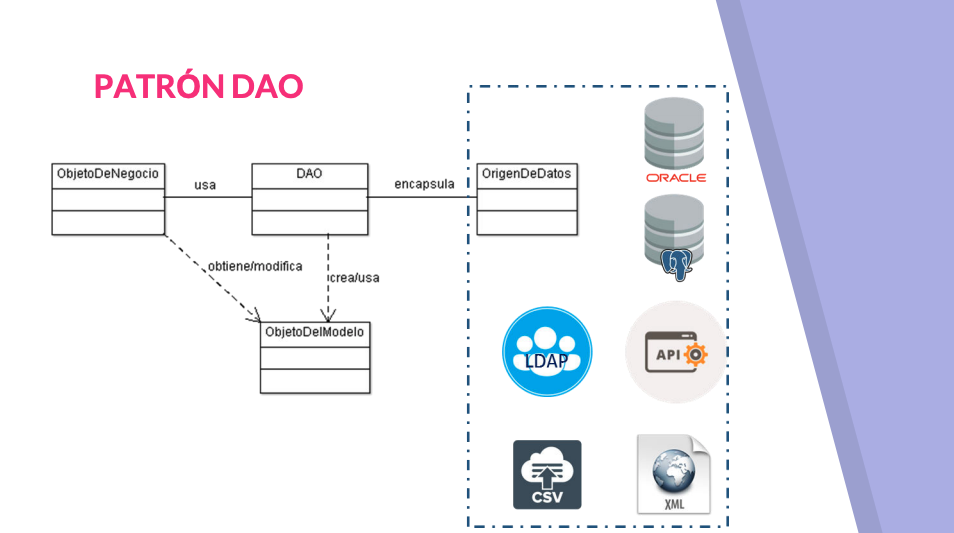 PATRÓN DAO
ObjetoDeNegocio
usa
DAO
encapsula
OrigenDeDatos
obtiene/modifica
crea/usa
ObjetoDelModelo
ORACLE
LDAP
API
CSV
XML